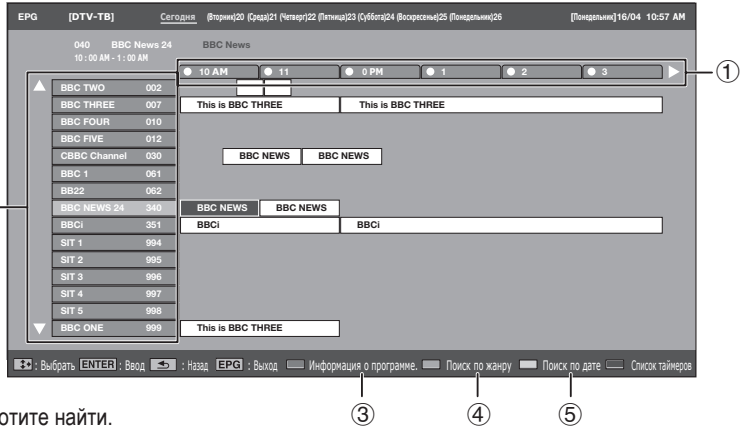 EPG [DTV-TB] Сегодня (Вторник)20 (Среда)21 (Четверг)22 (Пятница)23 (Суббота)24 (Воскресенье)25 (Понедельник)26 [Понедельник]16/04 10:57 AM
040 BBC News 24 BBC News
10 : 00 AM - 1 : 00 AM
10 AM 11 0 PM 1 2 3 ①
BBC TWO 002
BBC THREE 007 This is BBC THREE This is BBC THREE
BBC FOUR 010
BBC FIVE 012
CBBC Channel 030 BBC NEWS BBC NEWS
BBC 1 061
BB22 062
BBC NEWS 24 340 BBC NEWS BBC NEWS
BBCi 351 BBCi BBCi
SIT 1 994
SIT 2 995
SIT 3 996
SIT 4 997
SIT 5 998
BBC ONE 999 This is BBC THREE
: Выбрать ENTER : Ввод : Назад EPG : Выход Информация о программе. Поиск по жанру Поиск по дате Список таймеров
③ ④ ⑤
отите найти.